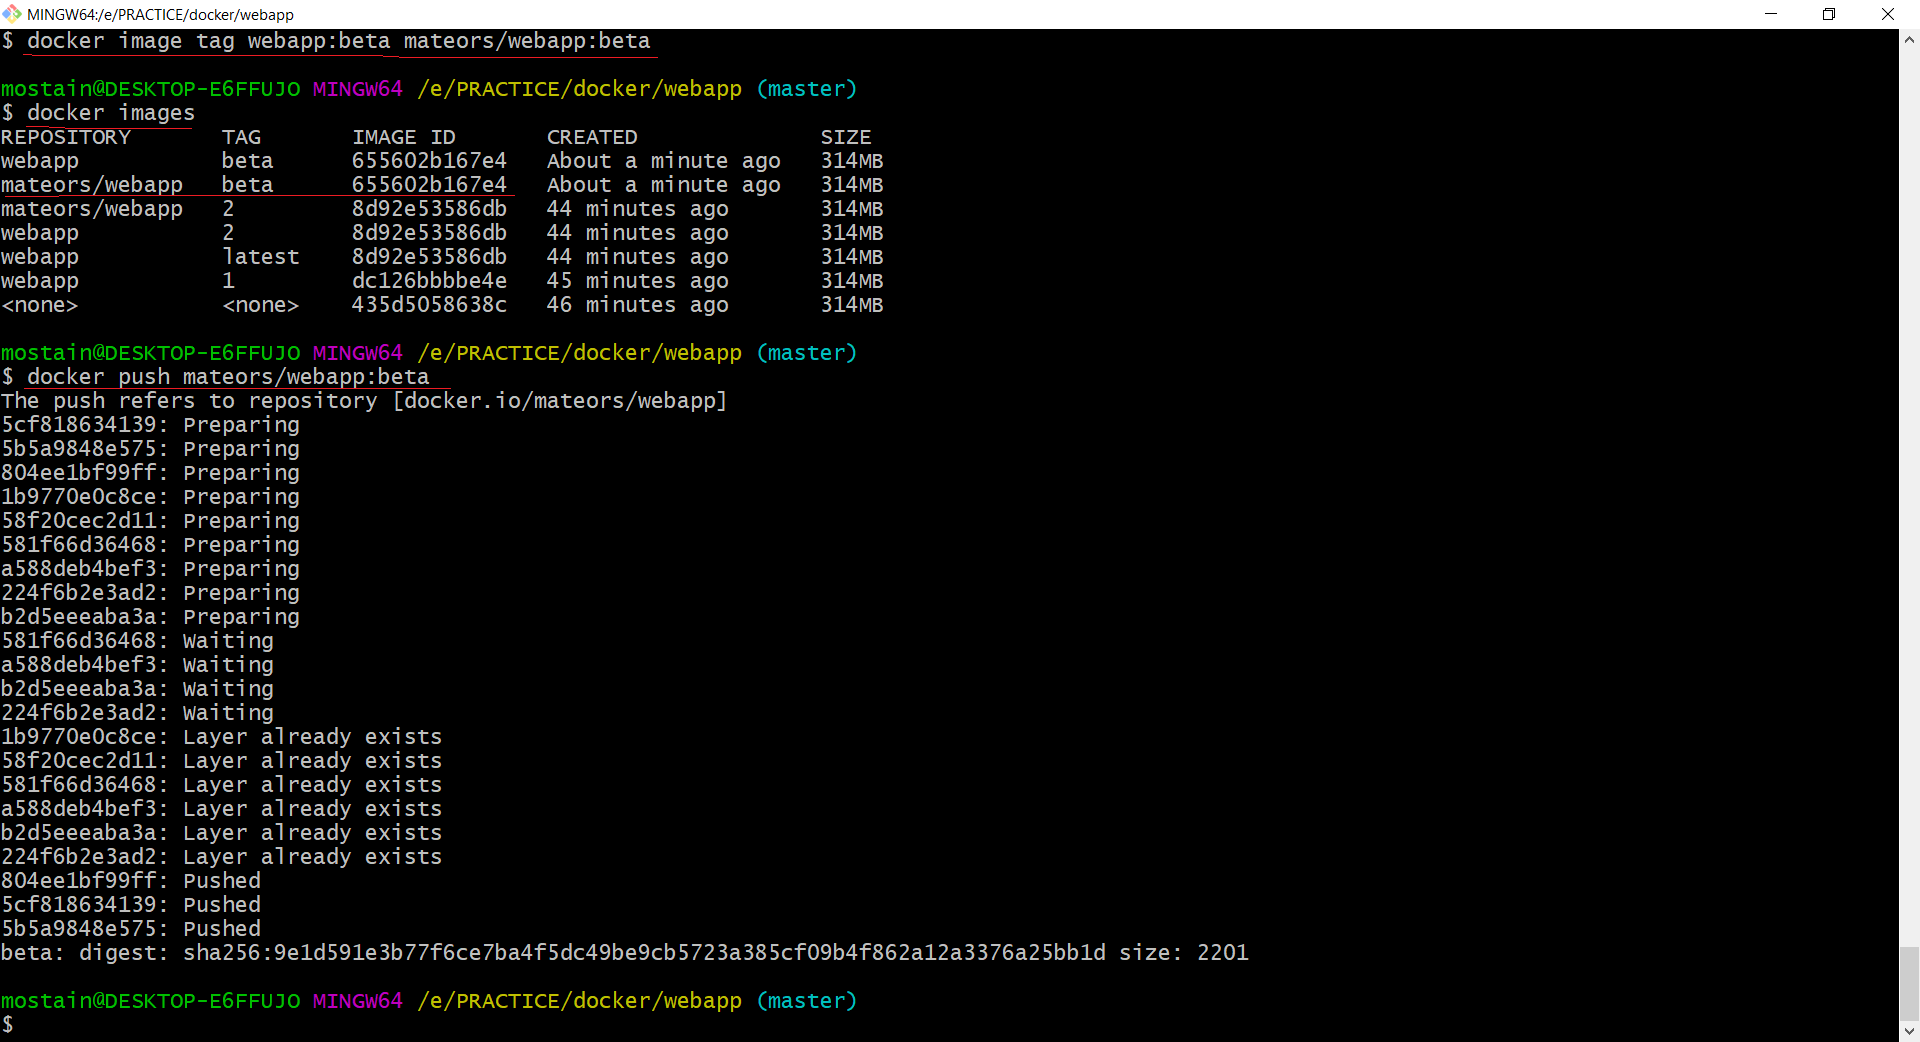 MINGW64:/e/PRACTICE/docker/webapp
$ docker image tag webapp:beta mateors/webapp:beta
mostain@DESKTOP-E6FFUJO MINGW64 /e/PRACTICE/docker/webapp (master)
$ docker images
REPOSITORY TAG IMAGE ID CREATED SIZE
webapp beta 655602b167e4 About a minute ago 314MB
mateors/webapp beta 655602b167e4 About a minute ago 314MB
mateors/webapp 2 8d92e53586db 44 minutes ago 314MB
webapp 2 8d92e53586db 44 minutes ago 314MB
webapp latest 8d92e53586db 44 minutes ago 314MB
webapp 1 dc126bbbbe4e 45 minutes ago 314MB
<none> <none> 435d5058638c 46 minutes ago 314MB
mostain@DESKTOP-E6FFUJO MINGW64 /e/PRACTICE/docker/webapp (master)
$ docker push mateors/webapp:beta
The push refers to repository [docker.io/mateors/webapp]
5cf818634139: Preparing
5b5a9848e575: Preparing
804ee1bf99ff: Preparing
1b9770e0c8ce: Preparing
58f20cec2d11: Preparing
581f66d36468: Preparing
a588deb4bef3: Preparing
224f6b2e3ad2: Preparing
b2d5eeeaba3a: Preparing
581f66d36468: Waiting
a588deb4bef3: Waiting
b2d5eeeaba3a: Waiting
224f6b2e3ad2: Waiting
1b9770e0c8ce: Layer already exists
58f20cec2d11: Layer already exists
581f66d36468: Layer already exists
a588deb4bef3: Layer already exists
b2d5eeeaba3a: Layer already exists
224f6b2e3ad2: Layer already exists
804ee1bf99ff: Pushed
5cf818634139: Pushed
5b5a9848e575: Pushed
beta: digest: sha256:9e1d591e3b77f6ce7ba4f5dc49be9cb5723a385cf09b4f862a12a3376a25bb1d size: 2201
mostain@DESKTOP-E6FFUJO MINGW64 /e/PRACTICE/docker/webapp (master)
$